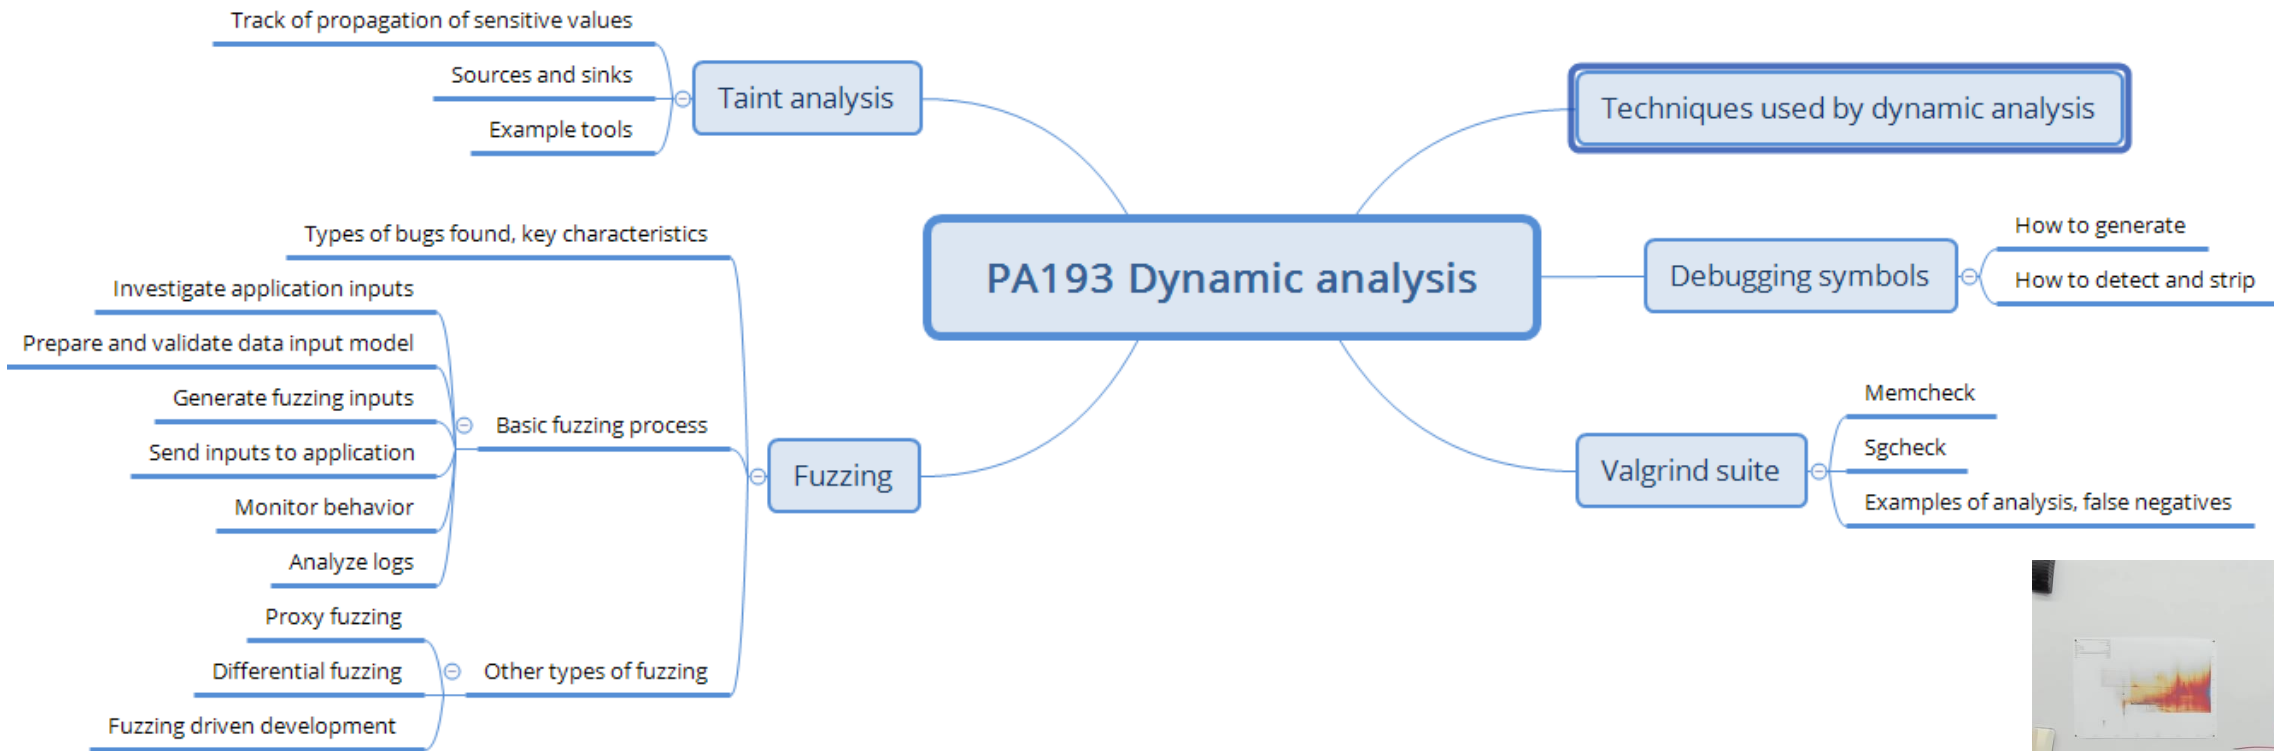 Track of propagation of sensitive values
Sources and sinks
Example tools
Taint analysis
Types of bugs found, key characteristics
Investigate application inputs
Prepare and validate data input model
Generate fuzzing inputs
Send inputs to application
Monitor behavior
Analyze logs
Basic fuzzing process
Proxy fuzzing
Differential fuzzing
Fuzzing driven development
Other types of fuzzing
Fuzzing
PA193 Dynamic analysis
Techniques used by dynamic analysis
Debugging symbols
How to generate
How to detect and strip
Valgrind suite
Memcheck
Sgcheck
Examples of analysis, false negatives